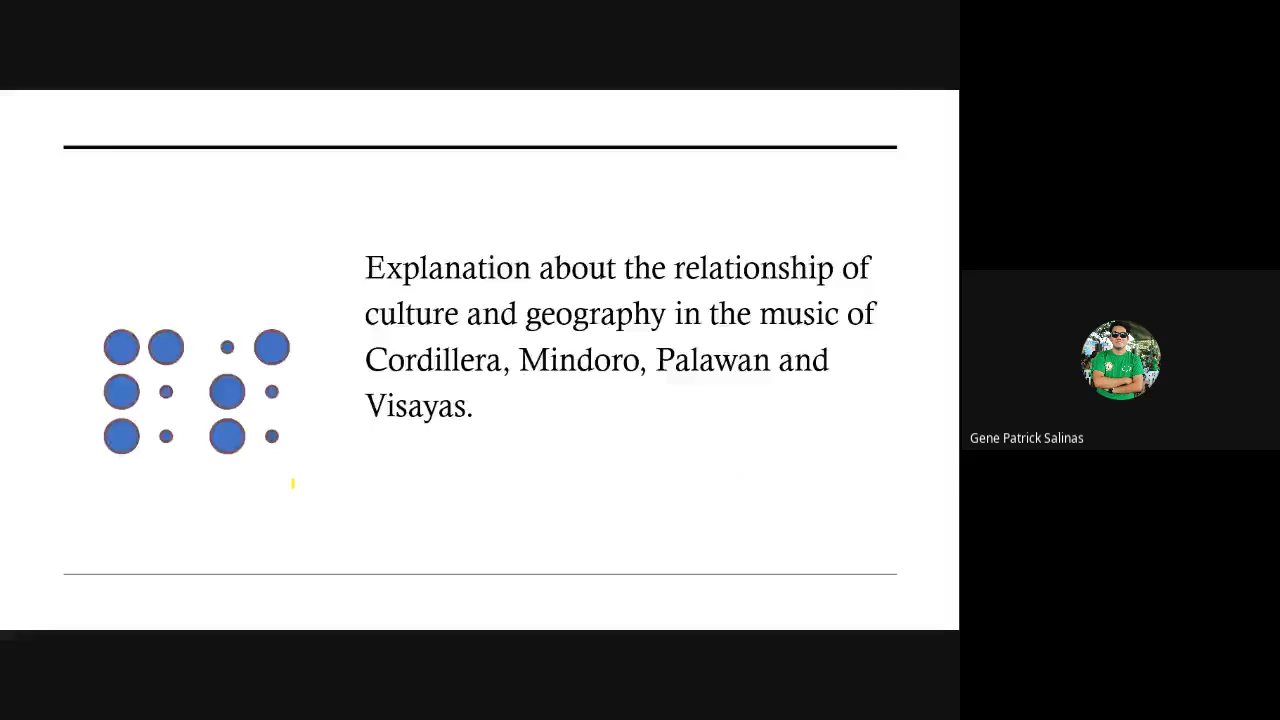 Explanation about the relationship of
culture and geography in the music of
Cordillera, Mindoro, Palawan and
Visayas.
Gene Patrick Salinas